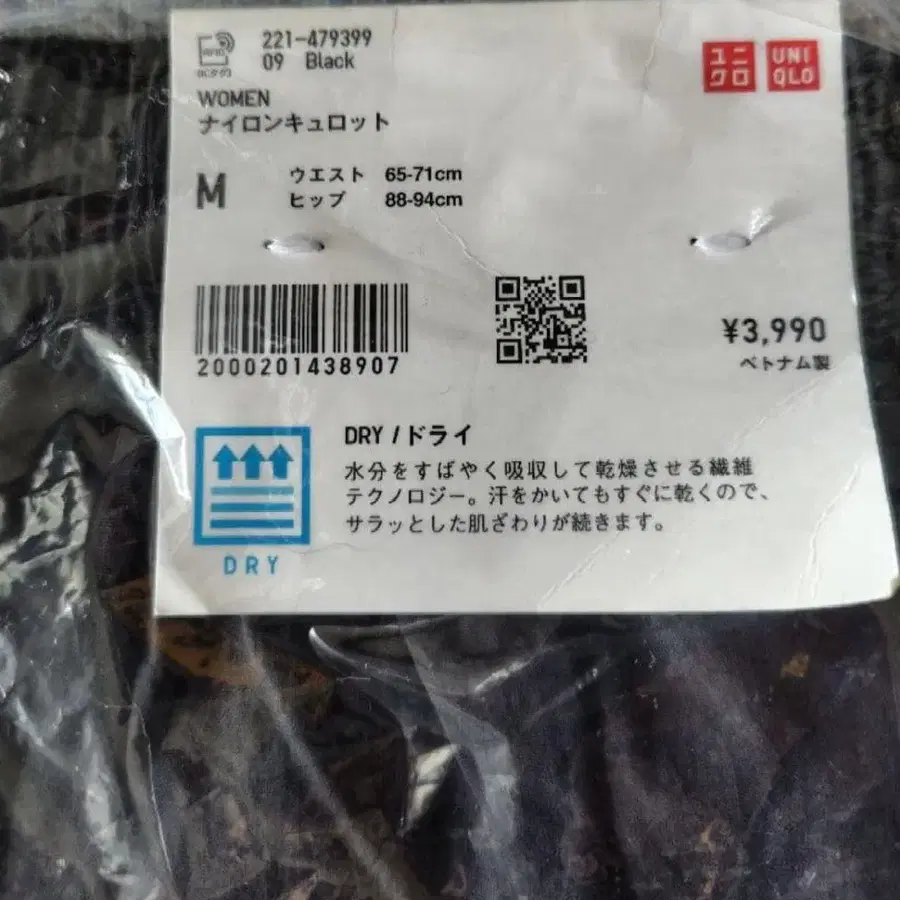 RFID
ICタグ
221-479399
09 Black
ユニクロ
UNIQLO
WOMEN
ナイロンキュロット
M
ウエスト 65-71cm
ヒップ 88-94cm
2000201438907
¥3,990
ベトナム製
DRY
DRY / ドライ
水分をすばやく吸収して乾燥させる繊維
テクノロジー。汗をかいてもすぐに乾くので、
サラッとした肌ざわりが続きます。